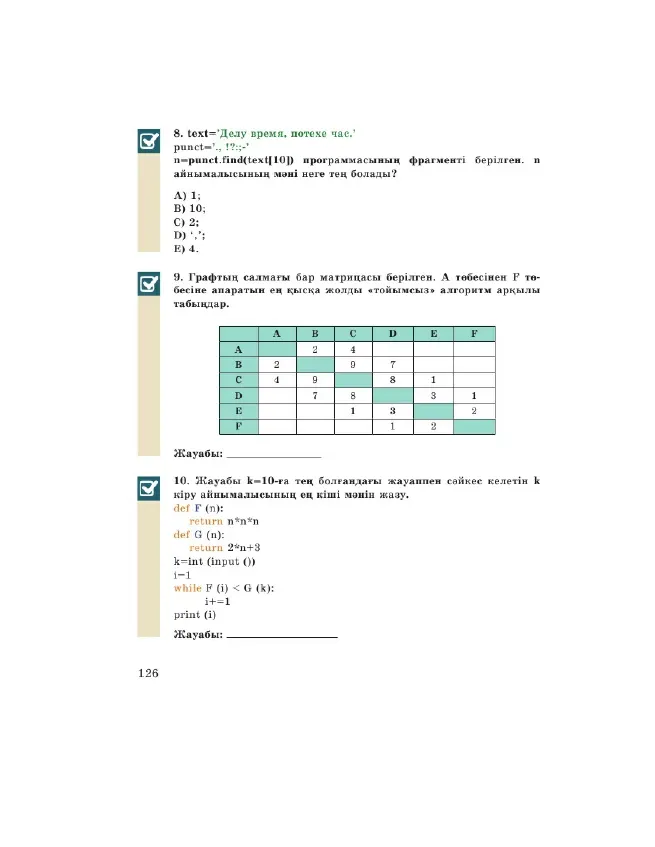 8. text='Делу время, потехе час.'
punct='., !?:;-'
n=punct.find(text[10]) программасының фрагменті берілген. n
айнымалысының мәні неге тең болады?
A) 1;
B) 10;
C) 2;
D) ‘,’;
E) 4.
9. Графтың салмағы бар матрицасы берілген. А төбесінен F тө-
бесіне апаратын ең қысқа жолды «тойымсыз» алгоритм арқылы
табыңдар.
A B C D E F
A 2 4
B 2 9 7
C 4 9 8 1
D 7 8 3 1
E 1 3 2
F 1 2
Жауабы:
10. Жауабы k=10-ға тең болғандағы жауаппен сәйкес келетін k
кіру айнымалысының ең кіші мәнін жазу.
def F (n):
return n*n*n
def G (n):
return 2*n+3
k=int (input ())
i=1
while F (i) < G (k):
i+=1
print (i)
Жауабы:
126